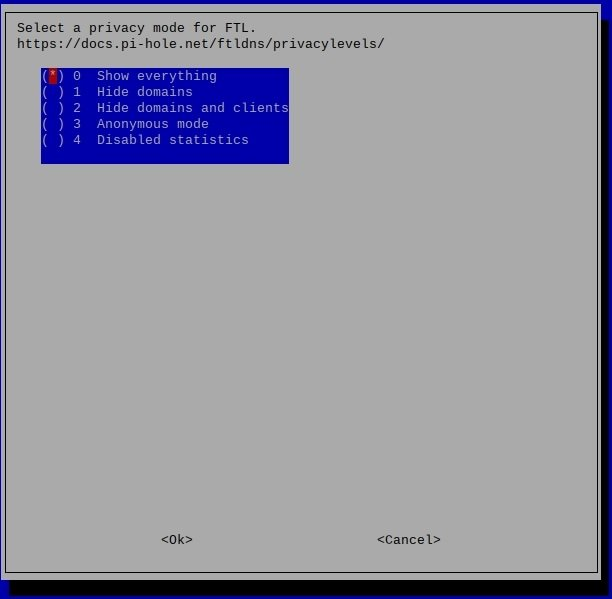 Select a privacy mode for FTL.
https://docs.pi-hole.net/ftldns/privacylevels/
(*) 0  Show everything
( ) 1  Hide domains
( ) 2  Hide domains and clients
( ) 3  Anonymous mode
( ) 4  Disabled statistics
<Ok> <Cancel>